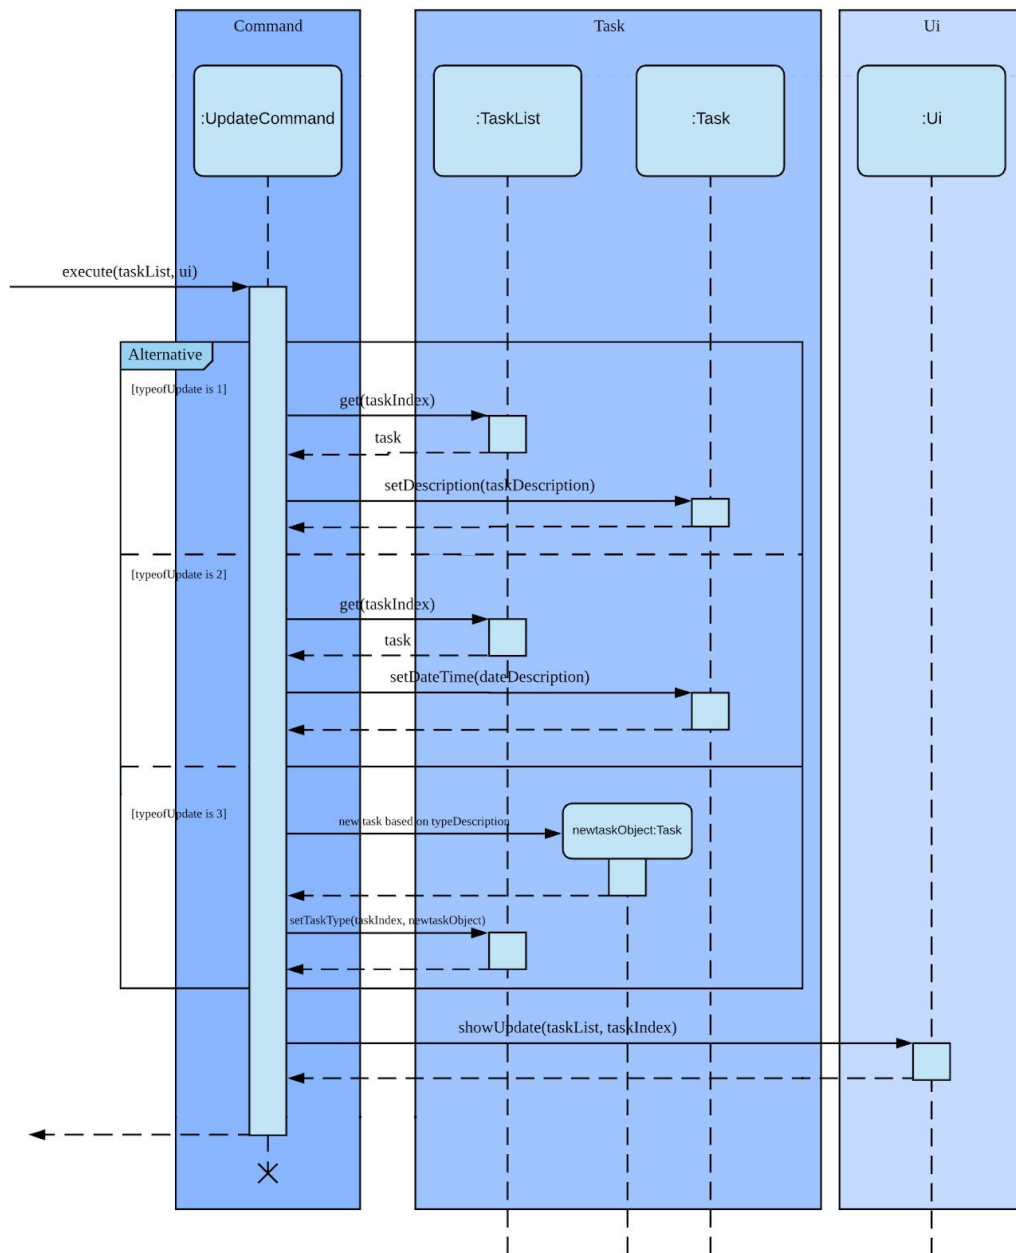 Command
Task
Ui
:UpdateCommand
:TaskList
:Task
:Ui
execute(taskList, ui)
Alternative
[typeofUpdate is 1]
get(taskIndex)
task
setDescription(taskDescription)
[typeofUpdate is 2]
get(taskIndex)
task
setDateTime(dateDescription)
[typeofUpdate is 3]
new task based on typeDescription
newtaskObject:Task
setTaskType(taskIndex, newtaskObject)
showUpdate(taskList, taskIndex)